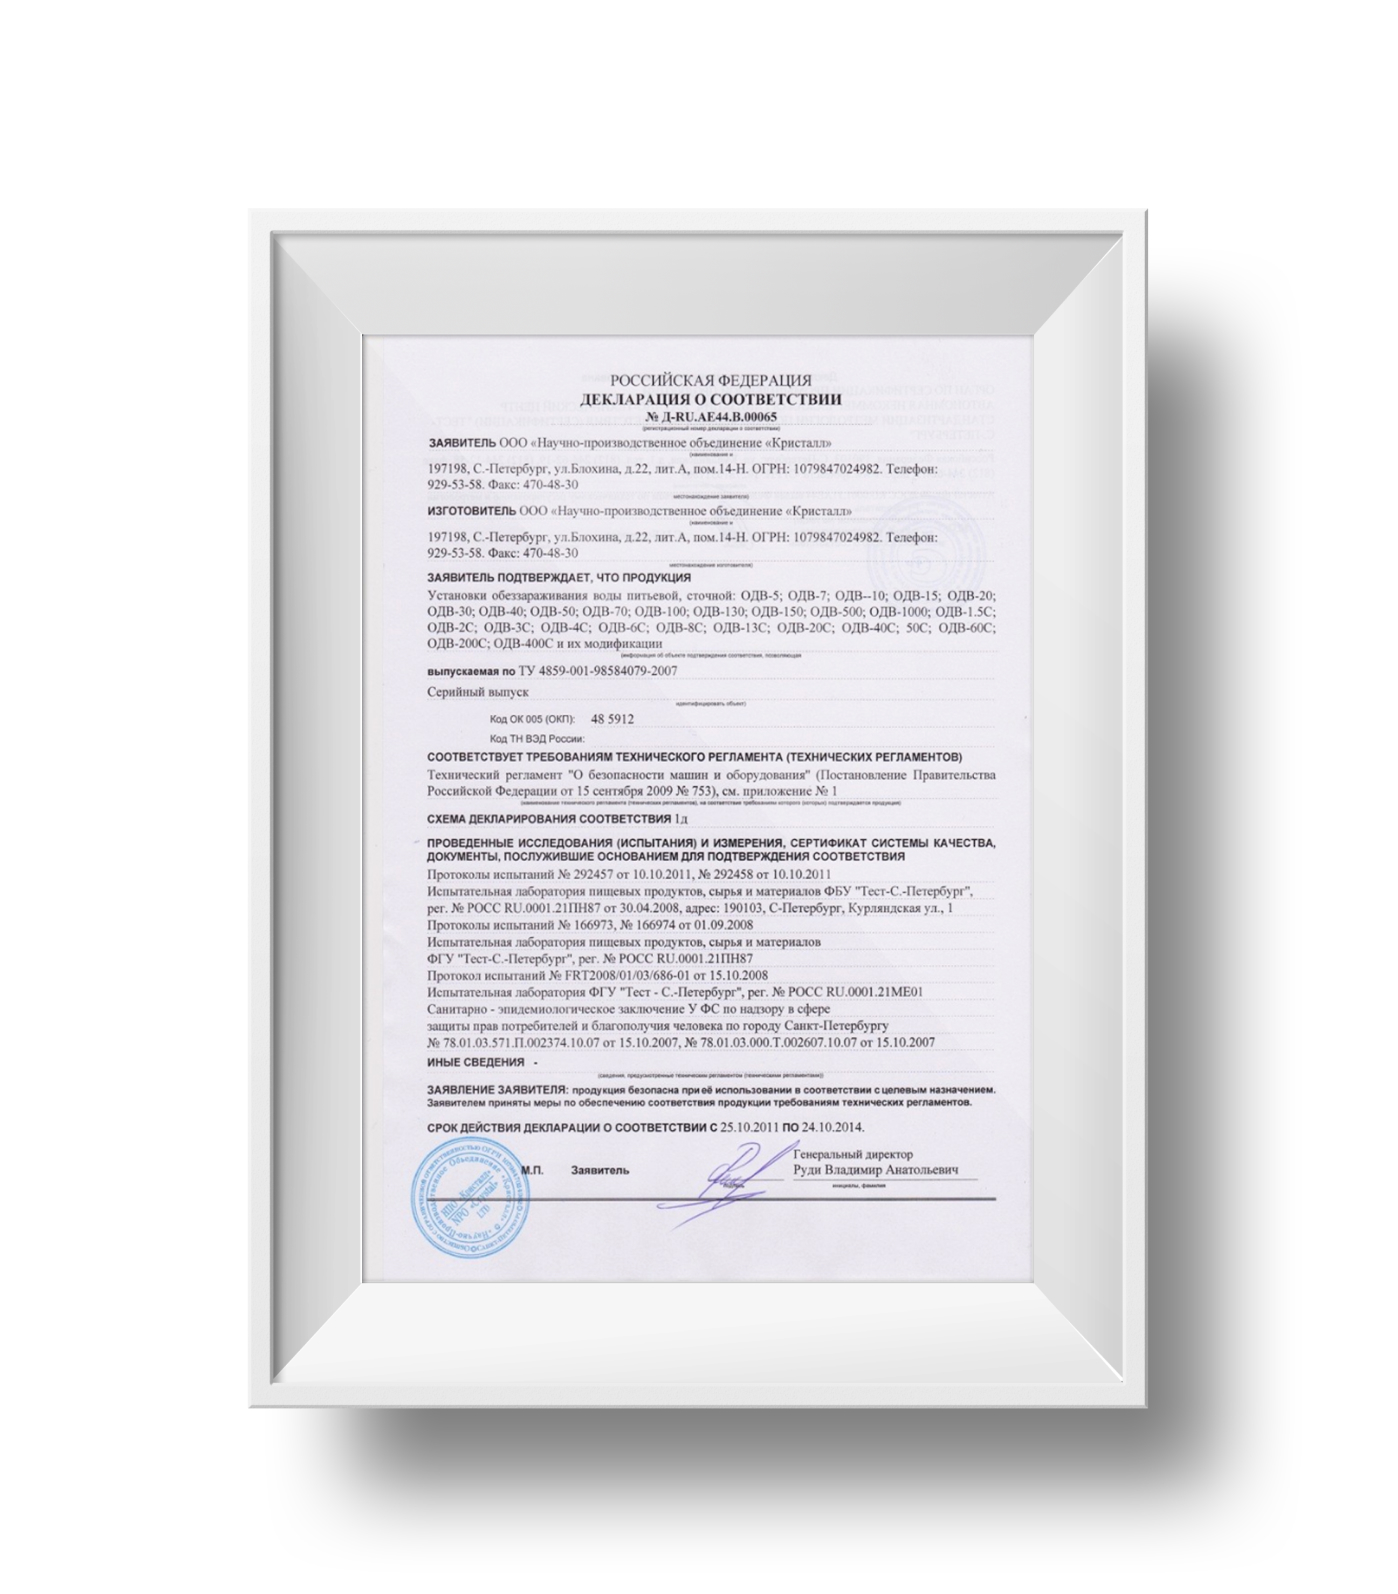 РОССИЙСКАЯ ФЕДЕРАЦИЯ
ДЕКЛАРАЦИЯ О СООТВЕТСТВИИ
№ Д-RU.АЕ44.В.00065
(регистрационный номер декларации о соответствии)
ЗАЯВИТЕЛЬ ООО «Научно-производственное объединение «Кристалл»
(наименование и
197198, С.-Петербург, ул.Блохина, д.22, лит.А, пом.14-Н. ОГРН: 1079847024982. Телефон:
929-53-58. Факс: 470-48-30
местонахождение заявителя)
ИЗГОТОВИТЕЛЬ ООО «Научно-производственное объединение «Кристалл»
(наименование и
197198, С.-Петербург, ул.Блохина, д.22, лит.А, пом.14-Н. ОГРН: 1079847024982. Телефон:
929-53-58. Факс: 470-48-30
местонахождение изготовителя)
ЗАЯВИТЕЛЬ ПОДТВЕРЖДАЕТ, ЧТО ПРОДУКЦИЯ
Установки обеззараживания воды питьевой, сточной: ОДВ-5; ОДВ-7; ОДВ--10; ОДВ-15; ОДВ-20;
ОДВ-30; ОДВ-40; ОДВ-50; ОДВ-70; ОДВ-100; ОДВ-130; ОДВ-150; ОДВ-500; ОДВ-1000; ОДВ-1.5С;
ОДВ-2С; ОДВ-3С; ОДВ-4С; ОДВ-6С; ОДВ-8С; ОДВ-13С; ОДВ-20С; ОДВ-40С; 50С; ОДВ-60С;
ОДВ-200С; ОДВ-400С и их модификации
(информация об объекте подтверждения соответствия, позволяющая
выпускаемая по ТУ 4859-001-98584079-2007
Серийный выпуск
идентифицировать объект)
Код ОК 005 (ОКП): 48 5912
Код ТН ВЭД России:
СООТВЕТСТВУЕТ ТРЕБОВАНИЯМ ТЕХНИЧЕСКОГО РЕГЛАМЕНТА (ТЕХНИЧЕСКИХ РЕГЛАМЕНТОВ)
Технический регламент "О безопасности машин и оборудования" (Постановление Правительства
Российской Федерации от 15 сентября 2009 № 753), см. приложение № 1
(наименование технического регламента (технических регламентов), на соответствие требованиям которого (которых) подтверждается продукция)
СХЕМА ДЕКЛАРИРОВАНИЯ СООТВЕТСТВИЯ 1д
ПРОВЕДЕННЫЕ ИССЛЕДОВАНИЯ (ИСПЫТАНИЯ) И ИЗМЕРЕНИЯ, СЕРТИФИКАТ СИСТЕМЫ КАЧЕСТВА,
ДОКУМЕНТЫ, ПОСЛУЖИВШИЕ ОСНОВАНИЕМ ДЛЯ ПОДТВЕРЖДЕНИЯ СООТВЕТСТВИЯ
Протоколы испытаний № 292457 от 10.10.2011, № 292458 от 10.10.2011
Испытательная лаборатория пищевых продуктов, сырья и материалов ФБУ "Тест-С.-Петербург",
рег. № РОСС RU.0001.21ПН87 от 30.04.2008, адрес: 190103, С-Петербург, Курляндская ул., 1
Протоколы испытаний № 166973, № 166974 от 01.09.2008
Испытательная лаборатория пищевых продуктов, сырья и материалов
ФГУ "Тест-С.-Петербург", рег. № РОСС RU.0001.21ПН87
Протокол испытаний № FRT2008/01/03/686-01 от 15.10.2008
Испытательная лаборатория ФГУ "Тест - С.-Петербург", рег. № РОСС RU.0001.21МЕ01
Санитарно - эпидемиологическое заключение У ФС по надзору в сфере
защиты прав потребителей и благополучия человека по городу Санкт-Петербургу
№ 78.01.03.571.П.002374.10.07 от 15.10.2007, № 78.01.03.000.Т.002607.10.07 от 15.10.2007
ИНЫЕ СВЕДЕНИЯ -
(сведения, предусмотренные техническим регламентом (техническими регламентами))
ЗАЯВЛЕНИЕ ЗАЯВИТЕЛЯ: продукция безопасна при её использовании в соответствии с целевым назначением.
Заявителем приняты меры по обеспечению соответствия продукции требованиям технических регламентов.
СРОК ДЕЙСТВИЯ ДЕКЛАРАЦИИ О СООТВЕТСТВИИ С 25.10.2011 ПО 24.10.2014.
Генеральный директор
М.П. Заявитель Руди Владимир Анатольевич
подпись инициалы, фамилия
НПО «Кристалл»
NPO «Crystal»
LTD